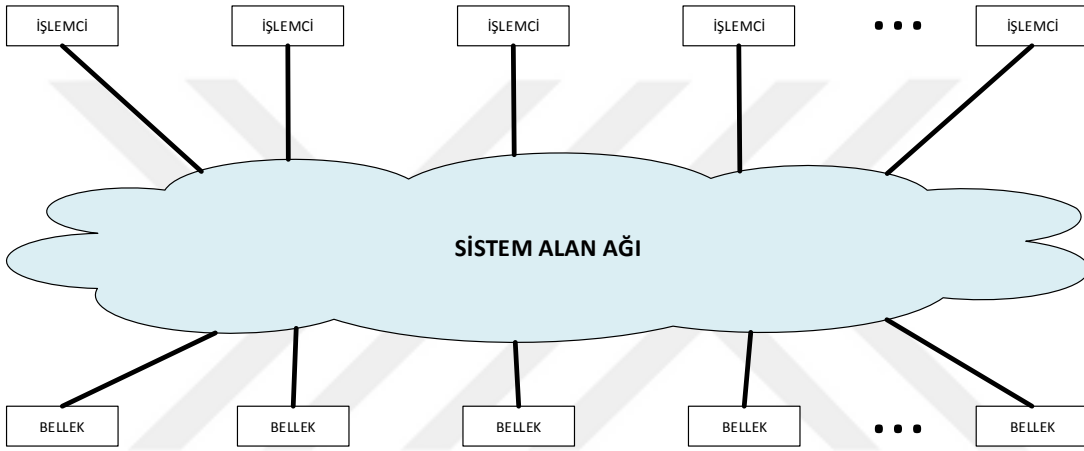 İŞLEMCİ İŞLEMCİ İŞLEMCİ İŞLEMCİ ... İŞLEMCİ
SİSTEM ALAN AĞI
BELLEK BELLEK BELLEK BELLEK ... BELLEK